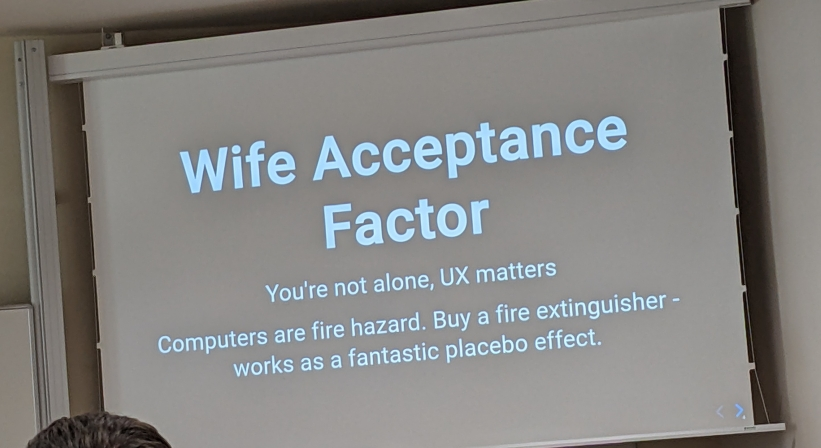 Wife Acceptance
Factor
You're not alone, UX matters
Computers are fire hazard. Buy a fire extinguisher -
works as a fantastic placebo effect.